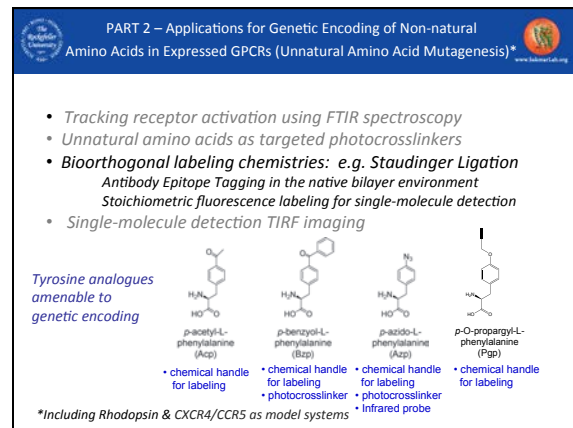 The
Rockefeller
University
PART 2 – Applications for Genetic Encoding of Non-natural
Amino Acids in Expressed GPCRs (Unnatural Amino Acid Mutagenesis)*
www.SakmarLab.org
• Tracking receptor activation using FTIR spectroscopy
• Unnatural amino acids as targeted photocrosslinkers
• Bioorthogonal labeling chemistries: e.g. Staudinger Ligation
Antibody Epitope Tagging in the native bilayer environment
Stoichiometric fluorescence labeling for single-molecule detection
• Single-molecule detection TIRF imaging
Tyrosine analogues
amenable to
genetic encoding
O
H₂N
HO O
p-acetyl-L-
phenylalanine
(Acp)
• chemical handle
for labeling
O
H₂N
HO O
p-benzyol-L-
phenylalanine
(Bzp)
• chemical handle
for labeling
• photocrosslinker
N₃
H₂N
HO O
p-azido-L-
phenylalanine
(Azp)
• chemical handle
for labeling
• photocrosslinker
• Infrared probe
O
H₂N
HO O
p-O-propargyl-L-
phenylalanine
(Pgp)
• chemical handle
for labeling
*Including Rhodopsin & CXCR4/CCR5 as model systems